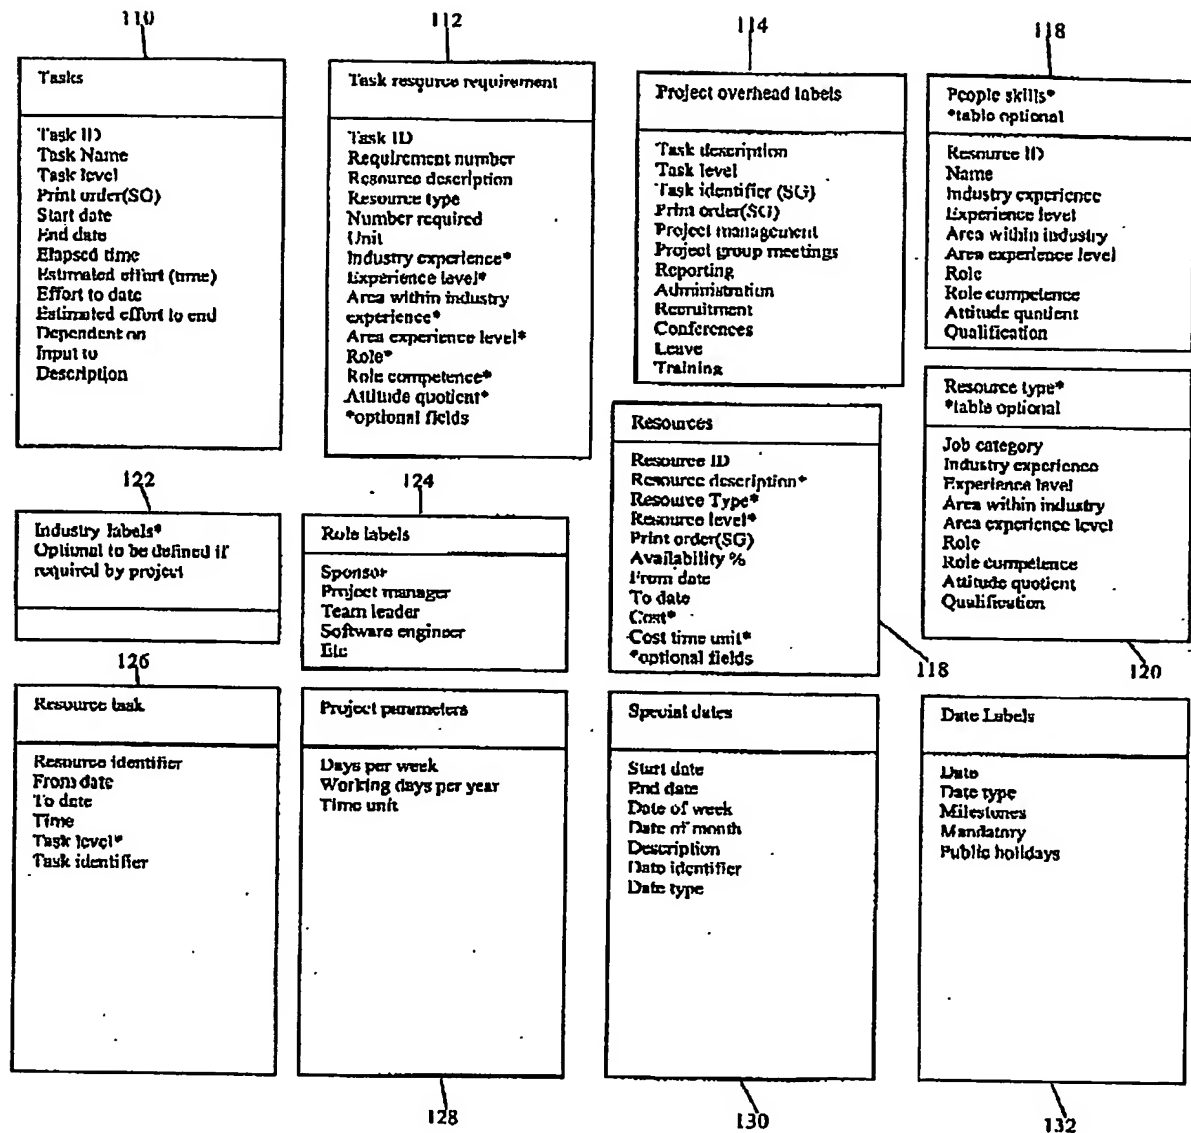 110
Tasks
Task ID
Task Name
Task level
Print order(SG)
Start date
End date
Elapsed time
Estimated effort (time)
Effort to date
Estimated effort to end
Dependent on
Input to
Description
112
Task resource requirement
Task ID
Requirement number
Resource description
Resource type
Number required
Unit
Industry experience*
Experience level*
Area within industry
experience*
Area experience level*
Role*
Role competence*
Attitude quotient*
*optional fields
114
Project overhead labels
Task description
Task level
Task identifier (SG)
Print order(SG)
Project management
Project group meetings
Reporting
Administration
Recruitment
Conferences
Leave
Training
118
People skills*
*table optional
Resource ID
Name
Industry experience
Experience level
Area within industry
Area experience level
Role
Role competence
Attitude quotient
Qualification
122
Industry labels*
Optional to be defined if
required by project
124
Role labels
Sponsor
Project manager
Team leader
Software engineer
Etc
Resources
Resource ID
Resource description*
Resource Type*
Resource level*
Print order(SG)
Availability %
From date
To date
Cost*
Cost time unit*
*optional fields
118
Resource type*
*table optional
Job category
Industry experience
Experience level
Area within industry
Area experience level
Role
Role competence
Attitude quotient
Qualification
120
126
Resource task
Resource identifier
From date
To date
Time
Task level*
Task identifier
Project parameters
Days per week
Working days per year
Time unit
128
Special dates
Start date
End date
Date of week
Date of month
Description
Date identifier
Date type
130
Date Labels
Date
Date type
Milestones
Mandatory
Public holidays
132